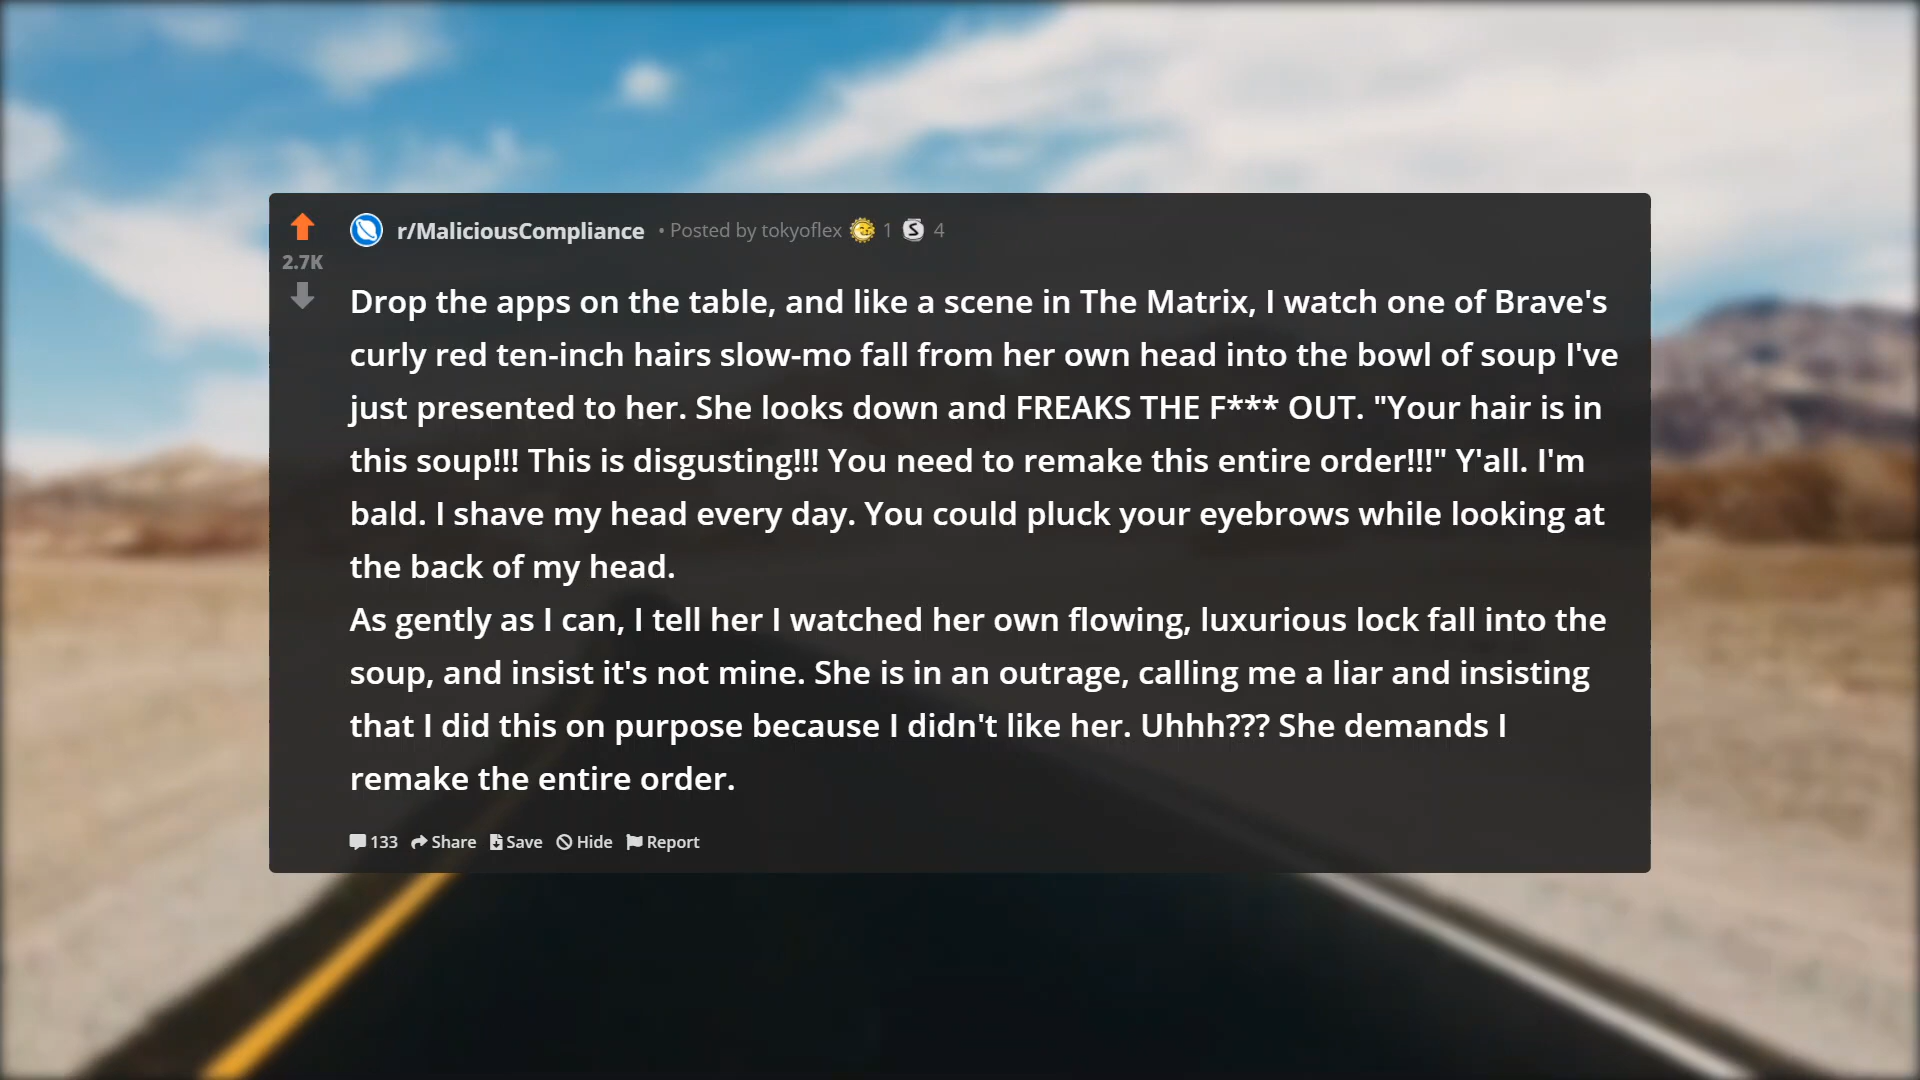 r/MaliciousCompliance • Posted by tokyoflex 1 S 4
2.7K
Drop the apps on the table, and like a scene in The Matrix, I watch one of Brave's
curly red ten-inch hairs slow-mo fall from her own head into the bowl of soup I've
just presented to her. She looks down and FREAKS THE F*** OUT. "Your hair is in
this soup!!! This is disgusting!!! You need to remake this entire order!!!" Y'all. I'm
bald. I shave my head every day. You could pluck your eyebrows while looking at
the back of my head.
As gently as I can, I tell her I watched her own flowing, luxurious lock fall into the
soup, and insist it's not mine. She is in an outrage, calling me a liar and insisting
that I did this on purpose because I didn't like her. Uhhh??? She demands I
remake the entire order.
133 Share Save Hide Report